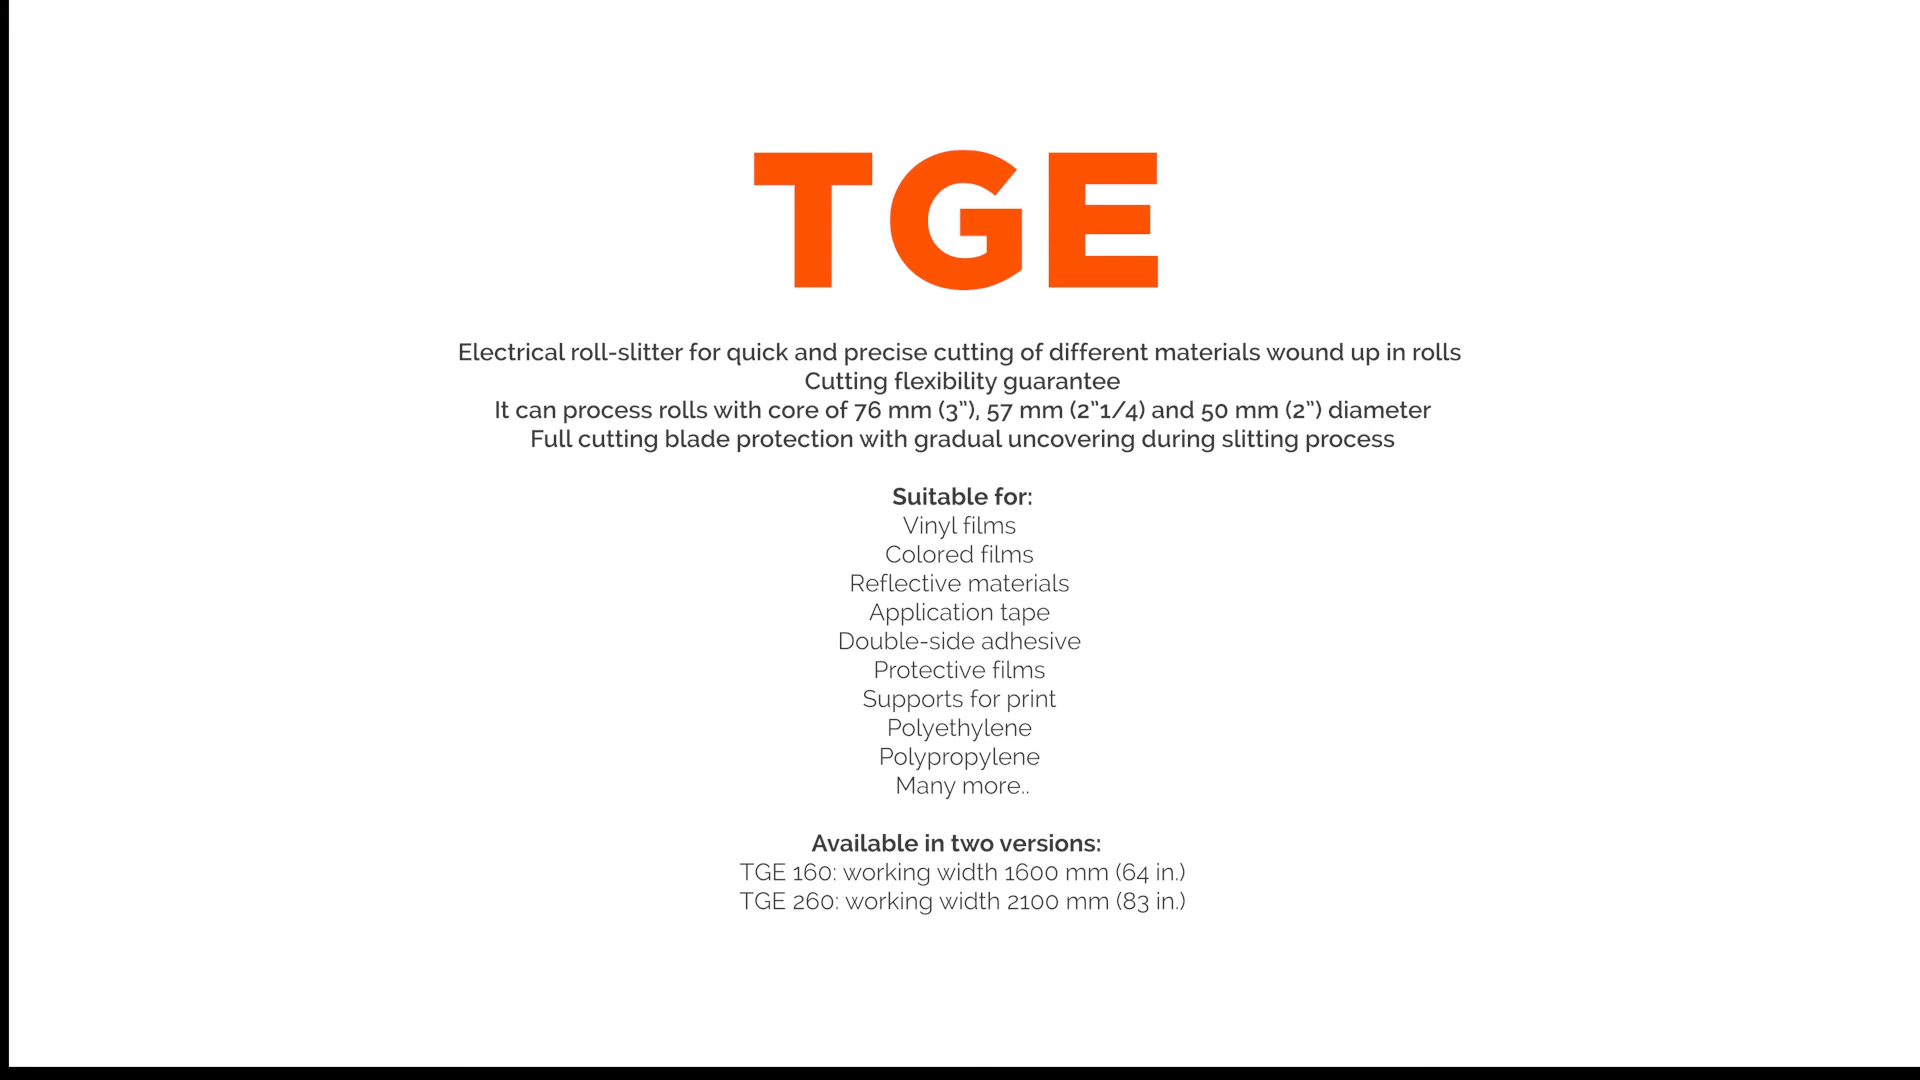 TGE
Electrical roll-slitter for quick and precise cutting of different materials wound up in rolls
Cutting flexibility guarantee
It can process rolls with core of 76 mm (3”), 57 mm (2”1/4) and 50 mm (2”) diameter
Full cutting blade protection with gradual uncovering during slitting process
Suitable for:
Vinyl films
Colored films
Reflective materials
Application tape
Double-side adhesive
Protective films
Supports for print
Polyethylene
Polypropylene
Many more..
Available in two versions:
TGE 160: working width 1600 mm (64 in.)
TGE 260: working width 2100 mm (83 in.)